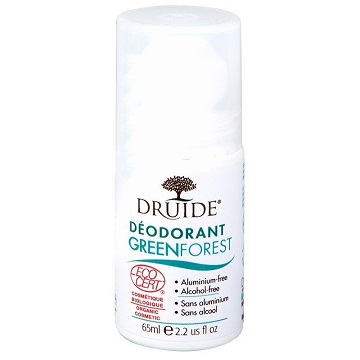 DRUIDE®
DÉODORANT
GREENFOREST
ECO
CERT®
COSMÉTIQUE
BIOLOGIQUE
ORGANIC
COSMETIC
• Aluminium-free
• Alcohol-free
• Sans aluminium
• Sans alcool
65ml e 2.2 us fl oz